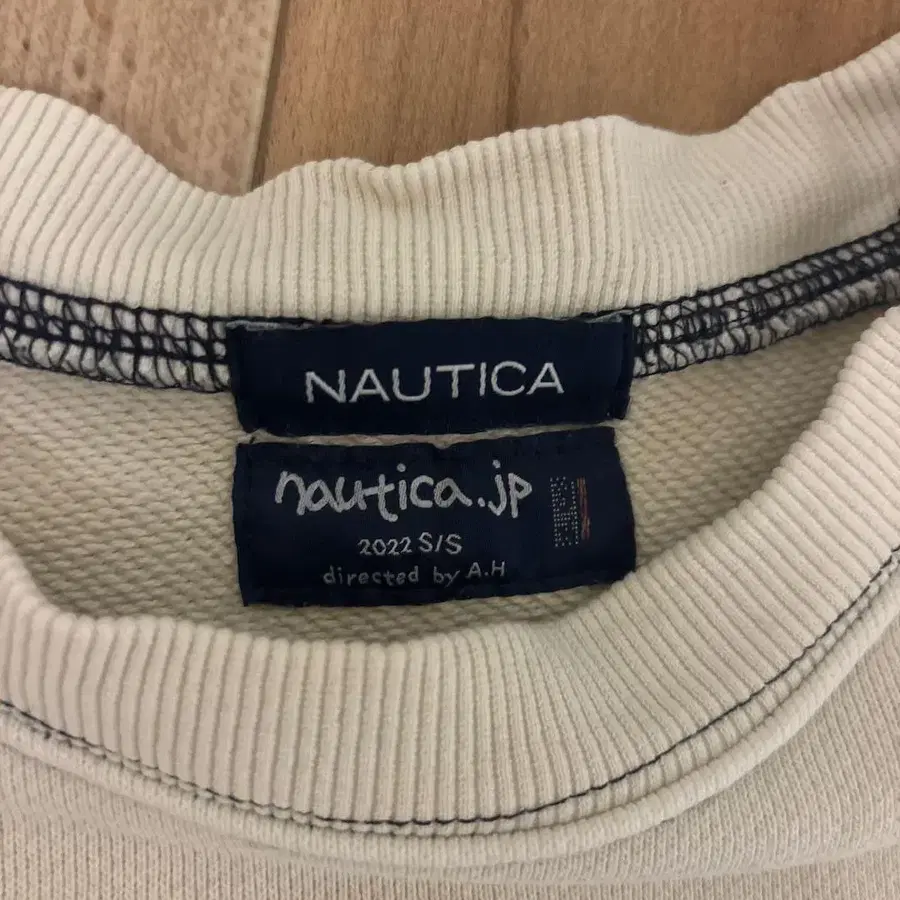 NAUTICA
nautica.jp
2022 S/S
directed by A.H